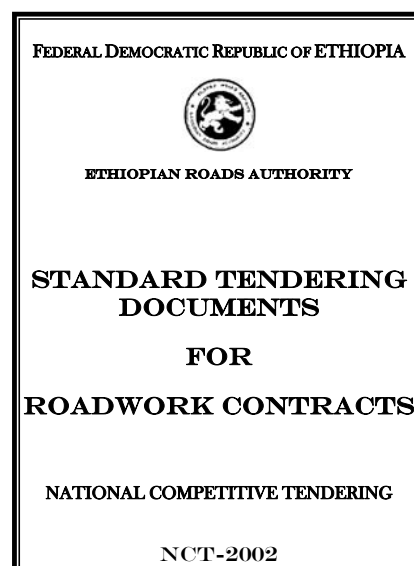 FEDERAL DEMOCRATIC REPUBLIC OF ETHIOPIA
ETHIOPIAN ROADS AUTHORITY
STANDARD TENDERING
DOCUMENTS
FOR
ROADWORK CONTRACTS
NATIONAL COMPETITIVE TENDERING
NCT-2002